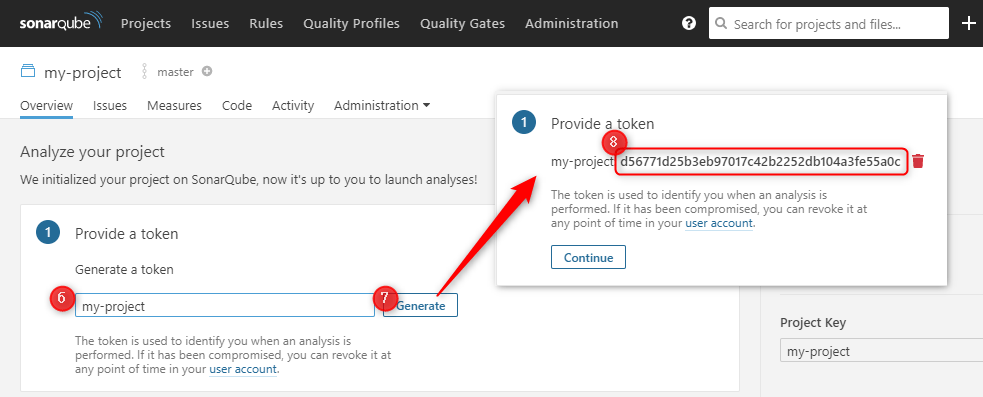 sonarqube Projects Issues Rules Quality Profiles Quality Gates Administration ? Search for projects and files... +
my-project master
Overview Issues Measures Code Activity Administration
Analyze your project
We initialized your project on SonarQube, now it's up to you to launch analyses!
1 Provide a token
Generate a token
6 my-project 7 Generate
The token is used to identify you when an analysis is
performed. If it has been compromised, you can revoke it at
any point of time in your user account.
1 Provide a token
8
my-project: d56771d25b3eb97017c42b2252db104a3fe55a0c
The token is used to identify you when an analysis is
performed. If it has been compromised, you can revoke it at
any point of time in your user account.
Continue
Project Key
my-project